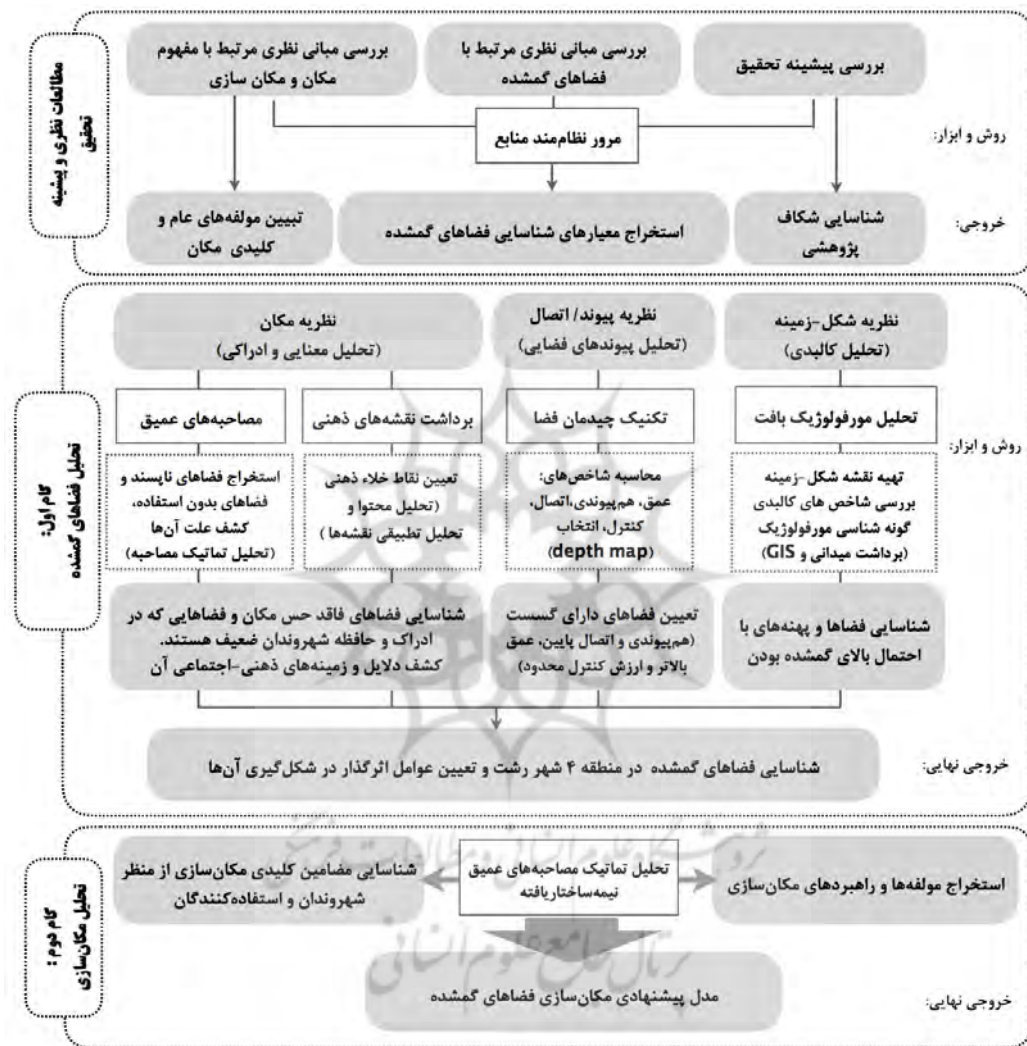 مطالعات نظری و پیشینه
تحقیق
بررسی پیشینه تحقیق
بررسی مبانی نظری مرتبط با
فضاهای گمشده
بررسی مبانی نظری مرتبط با مفهوم
مکان و مکان سازی
روش و ابزار:
مرور نظام‌مند منابع
خروجی:
شناسایی شکاف
پژوهشی
استخراج معیارهای شناسایی فضاهای گمشده
تبیین مولفه‌های عام و
کلیدی مکان
گام اول:
تحلیل فضاهای گمشده
نظریه شکل-زمینه
(تحلیل کالبدی)
نظریه پیوند/ اتصال
(تحلیل پیوندهای فضایی)
نظریه مکان
(تحلیل معنایی و ادراکی)
روش و ابزار:
تحلیل مورفولوژیک بافت
تکنیک چیدمان فضا
برداشت نقشه‌های ذهنی
مصاحبه‌های عمیق
تهیه نقشه شکل-زمینه
بررسی شاخص های کالبدی
گونه شناسی مورفولوژیک
(برداشت میدانی و GIS)
محاسبه شاخص‌های:
عمق، هم‌پیوندی،اتصال،
کنترل، انتخاب
(depth map)
تعیین نقاط خلاء ذهنی
(تحلیل محتوا و
تحلیل تطبیقی نقشه‌ها )
استخراج فضاهای ناپسند و
فضاهای بدون استفاده،
کشف علت آن‌ها
(تحلیل تماتیک مصاحبه)
شناسایی فضاها و پهنه‌های با
احتمال بالای گمشده بودن
تعیین فضاهای دارای گسست
(هم‌پیوندی و اتصال پایین، عمق
بالاتر و ارزش کنترل محدود)
شناسایی فضاهای فاقد حس مکان و فضاهایی که در
ادراک و حافظه شهروندان ضعیف هستند.
کشف دلایل و زمینه‌های ذهنی-اجتماعی آن
خروجی نهایی:
شناسایی فضاهای گمشده در منطقه ۴ شهر رشت و تعیین عوامل اثرگذار در شکل‌گیری آن‌ها
پژوهشگاه علوم انسانی و مطالعات فرهنگی
گام دوم :
تحلیل مکان‌سازی
استخراج مولفه‌ها و راهبردهای مکان‌سازی
تحلیل تماتیک مصاحبه‌های عمیق
نیمه‌ساختاریافته
شناسایی مضامین کلیدی مکان‌سازی از منظر
شهروندان و استفاده‌کنندگان
پرتال جامع علوم انسانی
خروجی نهایی:
مدل پیشنهادی مکان‌سازی فضاهای گمشده